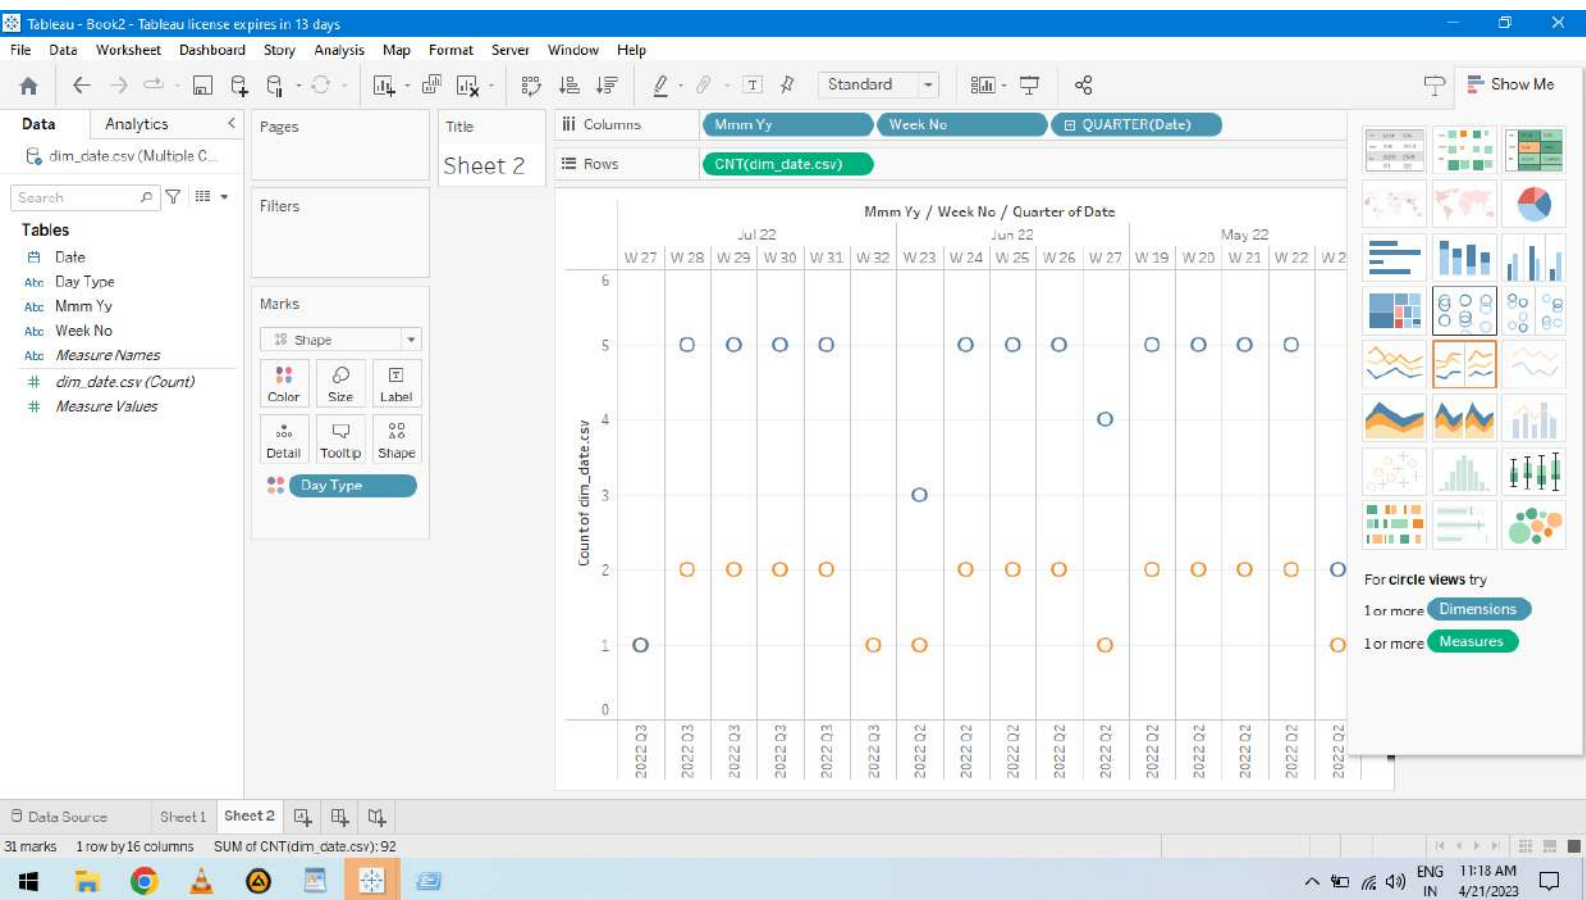 Tableau - Book2 - Tableau license expires in 13 days
File Data Worksheet Dashboard Story Analysis Map Format Server Window Help
Standard
Show Me
Data Analytics
dim_date.csv (Multiple C...
Search
Tables
Date
Abc Day Type
Abc Mmm Yy
Abc Week No
Abc Measure Names
# dim_date.csv (Count)
# Measure Values
Pages
Filters
Marks
Shape
Color Size Label
Detail Tooltip Shape
Day Type
Title
Sheet 2
Columns Mmm Yy Week No QUARTER(Date)
Rows CNT(dim_date.csv)
Mmm Yy / Week No / Quarter of Date
Jul 22 Jun 22 May 22
W 27 W 28 W 29 W 30 W 31 W 32 W 23 W 24 W 25 W 26 W 27 W 19 W 20 W 21 W 22 W 2
6
5
4
3
2
1
0
Count of dim_date.csv
2022 Q3 2022 Q3 2022 Q3 2022 Q3 2022 Q3 2022 Q3 2022 Q2 2022 Q2 2022 Q2 2022 Q2 2022 Q2 2022 Q2 2022 Q2 2022 Q2 2022 Q2 2022 Q2
For circle views try
1 or more Dimensions
1 or more Measures
Data Source Sheet 1 Sheet 2
31 marks 1 row by 16 columns SUM of CNT(dim_date.csv): 92
ENG
IN
11:18 AM
4/21/2023